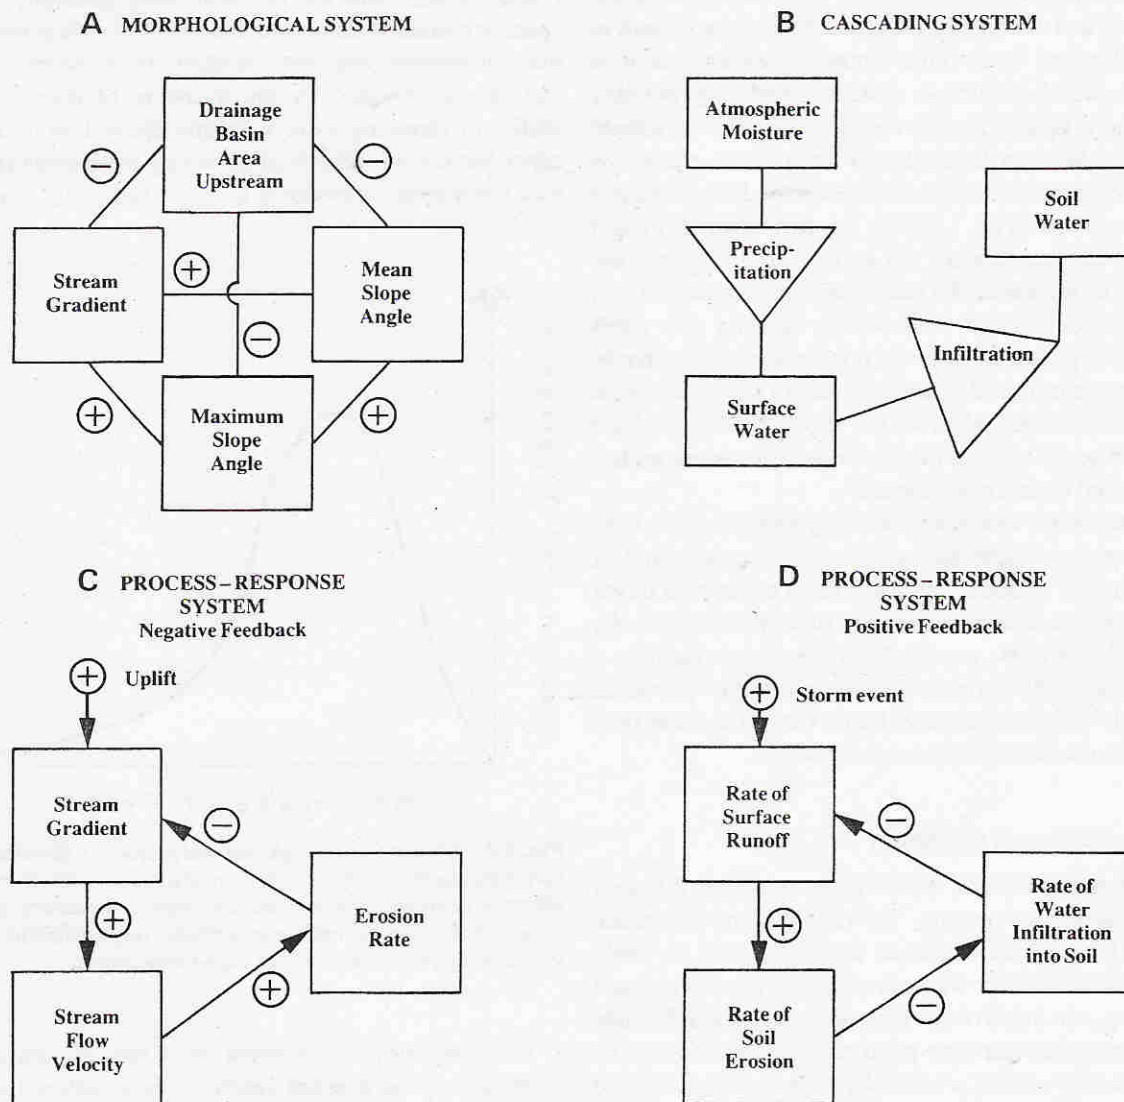 A MORPHOLOGICAL SYSTEM
Drainage
Basin
Area
Upstream
−
−
Stream
Gradient
+
Mean
Slope
Angle
−
+
+
Maximum
Slope
Angle
B CASCADING SYSTEM
Atmospheric
Moisture
Precip-
itation
Surface
Water
Infiltration
Soil
Water
C PROCESS – RESPONSE
SYSTEM
Negative Feedback
+ Uplift
Stream
Gradient
−
+
Erosion
Rate
+
Stream
Flow
Velocity
D PROCESS – RESPONSE
SYSTEM
Positive Feedback
+ Storm event
Rate of
Surface
Runoff
−
+
Rate of
Water
Infiltration
into Soil
−
Rate of
Soil
Erosion